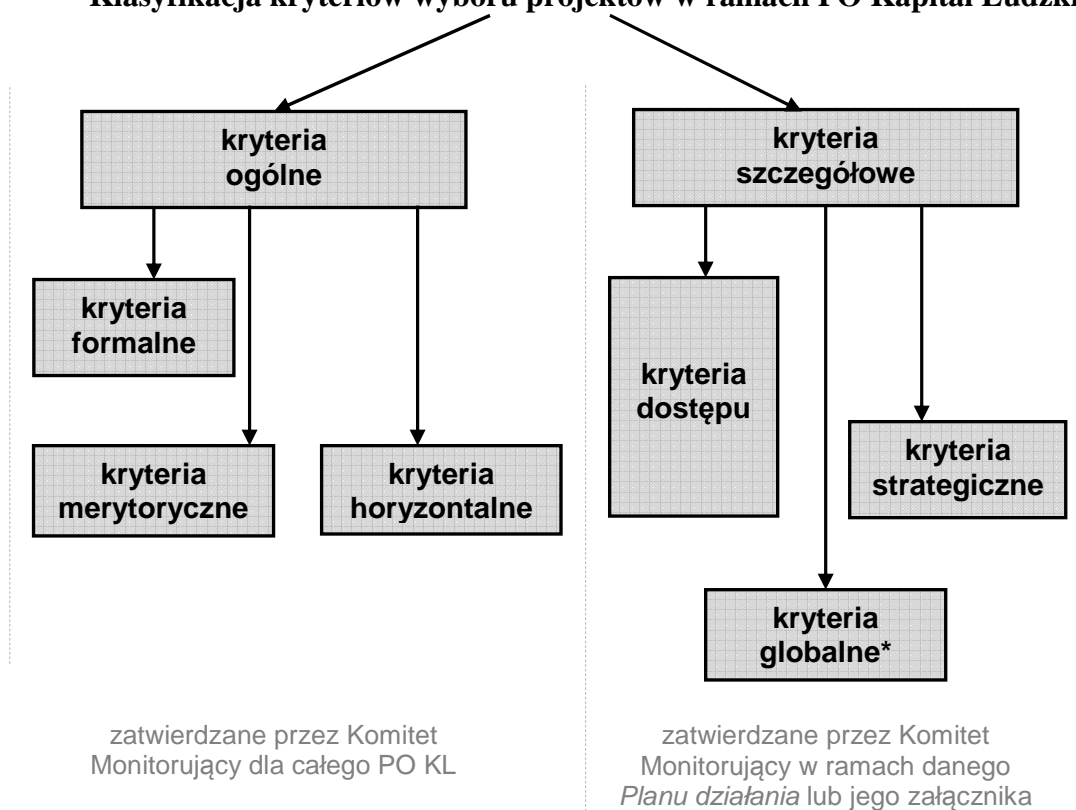 Klasyfikacja kryteriów wyboru projektów w ramach PO Kapitał Ludzki
kryteria
ogólne
kryteria
szczegółowe
kryteria
formalne
kryteria
dostępu
kryteria
merytoryczne
kryteria
horyzontalne
kryteria
strategiczne
kryteria
globalne*
zatwierdzane przez Komitet
Monitorujący dla całego PO KL
zatwierdzane przez Komitet
Monitorujący w ramach danego
Planu działania lub jego załącznika